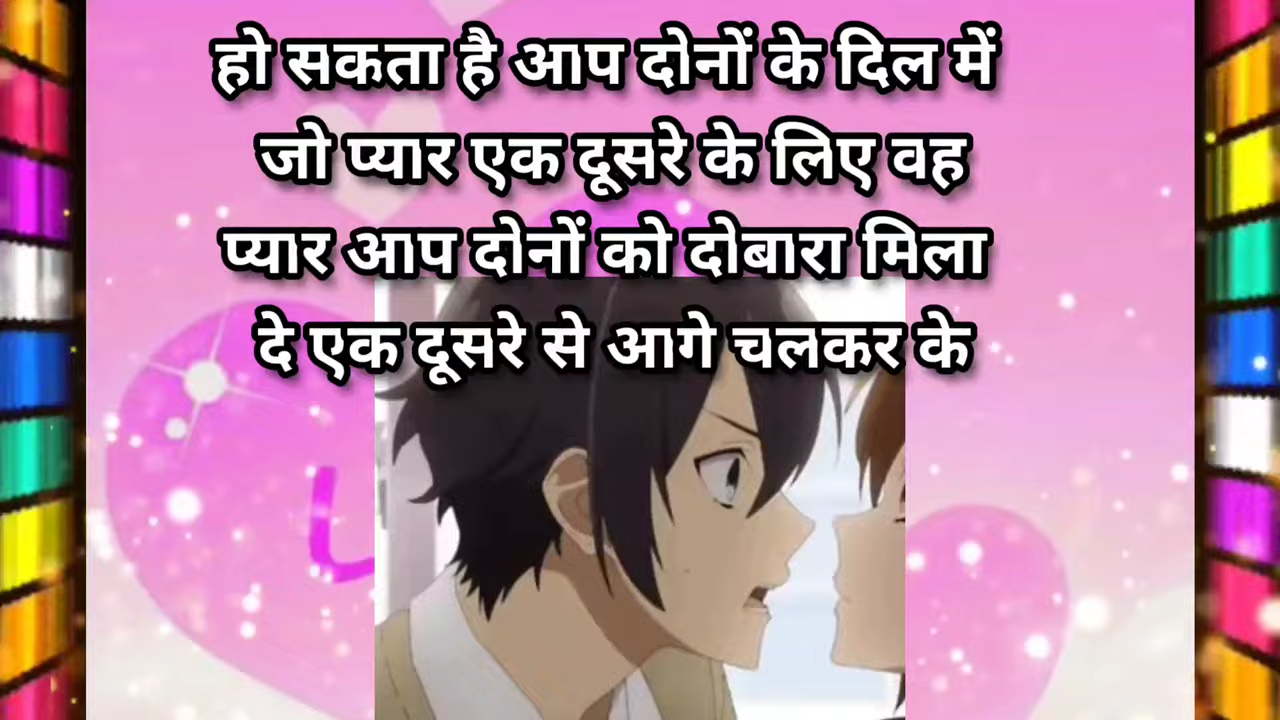 हो सकता है आप दोनों के दिल में
जो प्यार एक दूसरे के लिए वह
प्यार आप दोनों को दोबारा मिला
दे एक दूसरे से आगे चलकर के